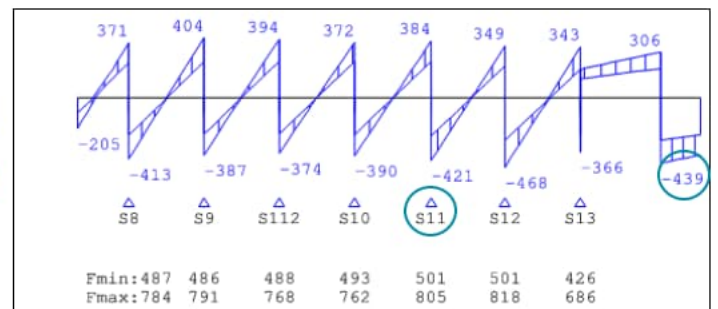 371 404 394 372 384 349 343 306
-205 -413 -387 -374 -390 -421 -468 -366 -439
S8 S9 S112 S10 S11 S12 S13
Fmin:487 486 488 493 501 501 426
Fmax:784 791 768 762 805 818 686